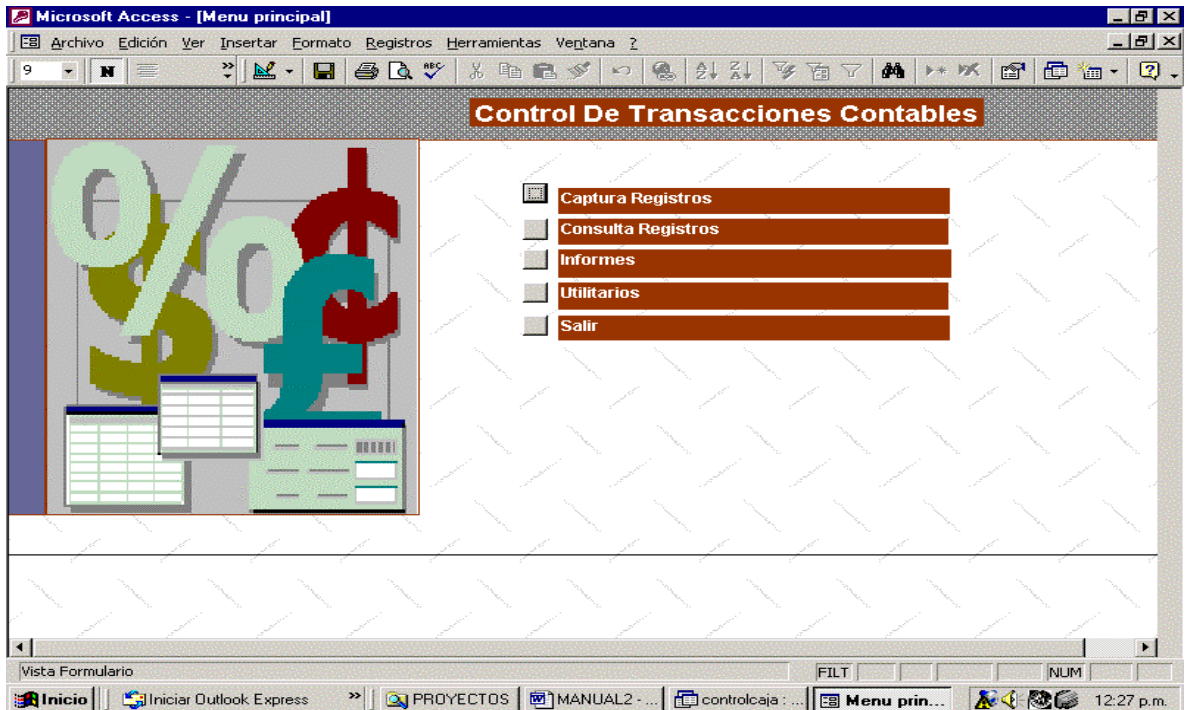 Microsoft Access - [Menu principal]
Archivo Edición Ver Insertar Formato Registros Herramientas Ventana ?
9 N ABC
Control De Transacciones Contables
Captura Registros
Consulta Registros
Informes
Utilitarios
Salir
Vista Formulario FILT NUM
Inicio Iniciar Outlook Express » PROYECTOS MANUAL2 - ... controlcaja : ... Menu prin... 12:27 p.m.